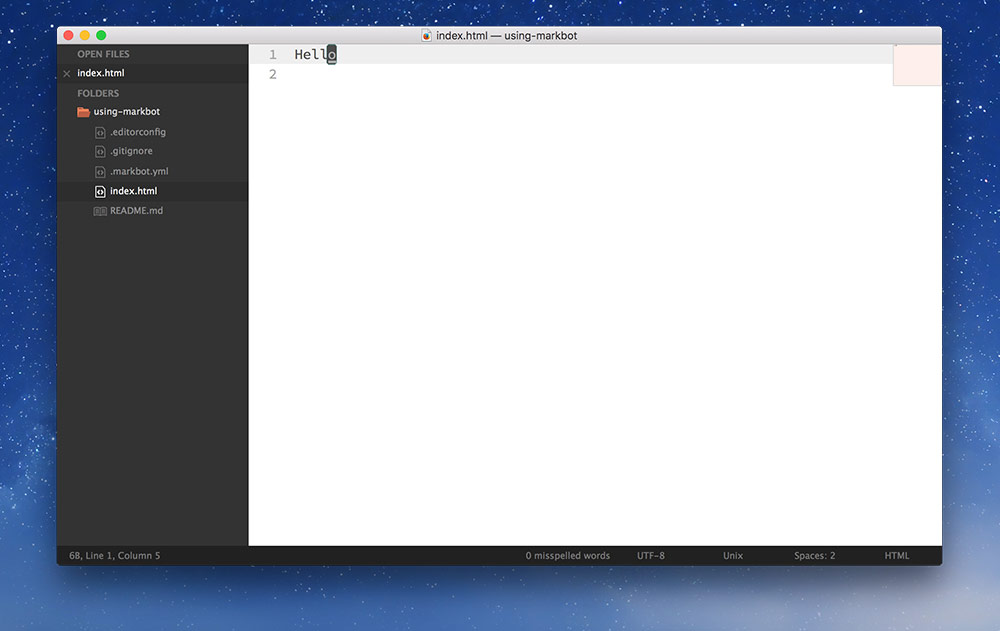 index.html — using-markbot
OPEN FILES
index.html
FOLDERS
using-markbot
.editorconfig
.gitignore
.markbot.yml
index.html
README.md
1 Hello
2
6B, Line 1, Column 5 0 misspelled words UTF-8 Unix Spaces: 2 HTML